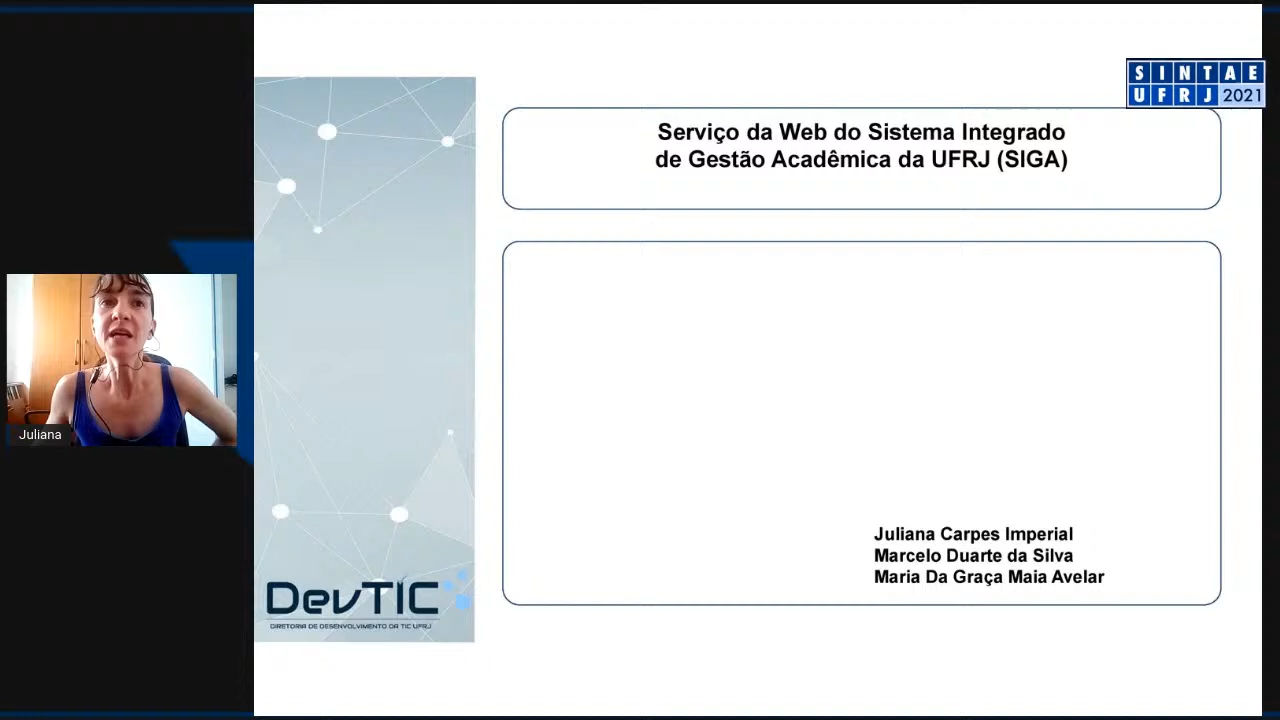 SINTAE
UFRJ 2021
Serviço da Web do Sistema Integrado
de Gestão Acadêmica da UFRJ (SIGA)
Juliana
Juliana Carpes Imperial
Marcelo Duarte da Silva
Maria Da Graça Maia Avelar
DevTIC
DIRETORIA DE DESENVOLVIMENTO DA TIC UFRJ